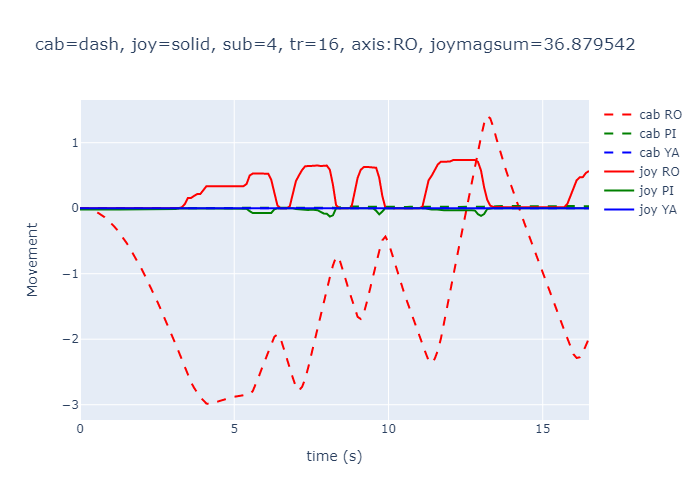 cab=dash, joy=solid, sub=4, tr=16, axis:RO, joymagsum=36.879542
cab RO
cab PI
cab YA
joy RO
joy PI
joy YA
1
0
−1
−2
−3
Movement
0
5
10
15
time (s)